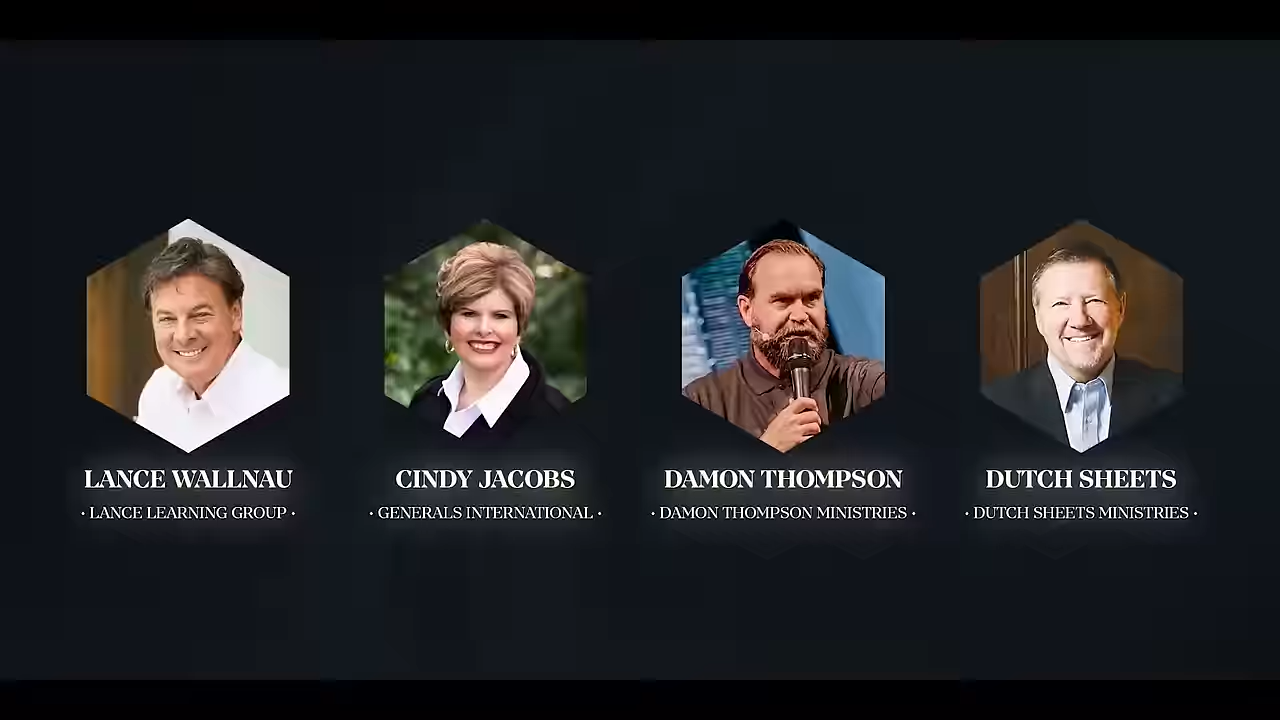 LANCE WALLNAU
• LANCE LEARNING GROUP •
CINDY JACOBS
• GENERALS INTERNATIONAL •
DAMON THOMPSON
• DAMON THOMPSON MINISTRIES •
DUTCH SHEETS
• DUTCH SHEETS MINISTRIES •